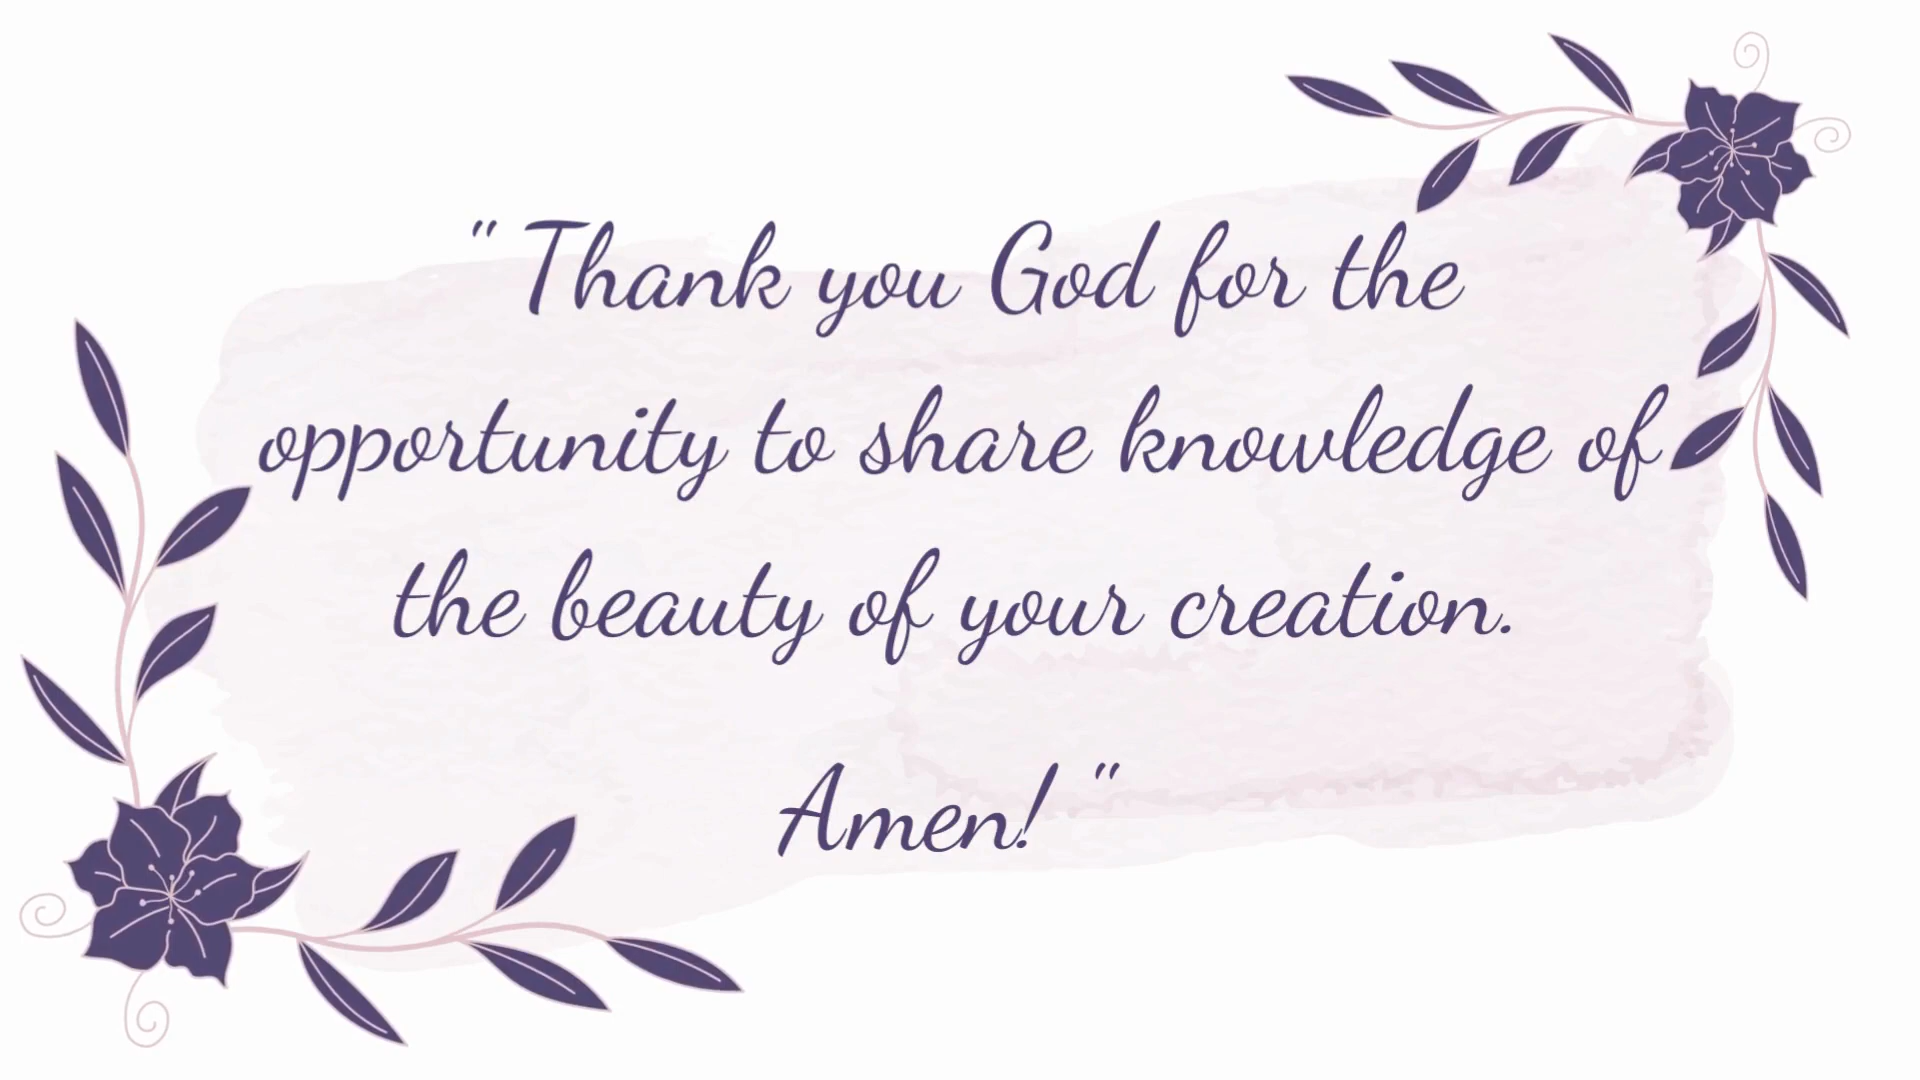 " Thank you God for the
opportunity to share knowledge of
the beauty of your creation.
Amen! "